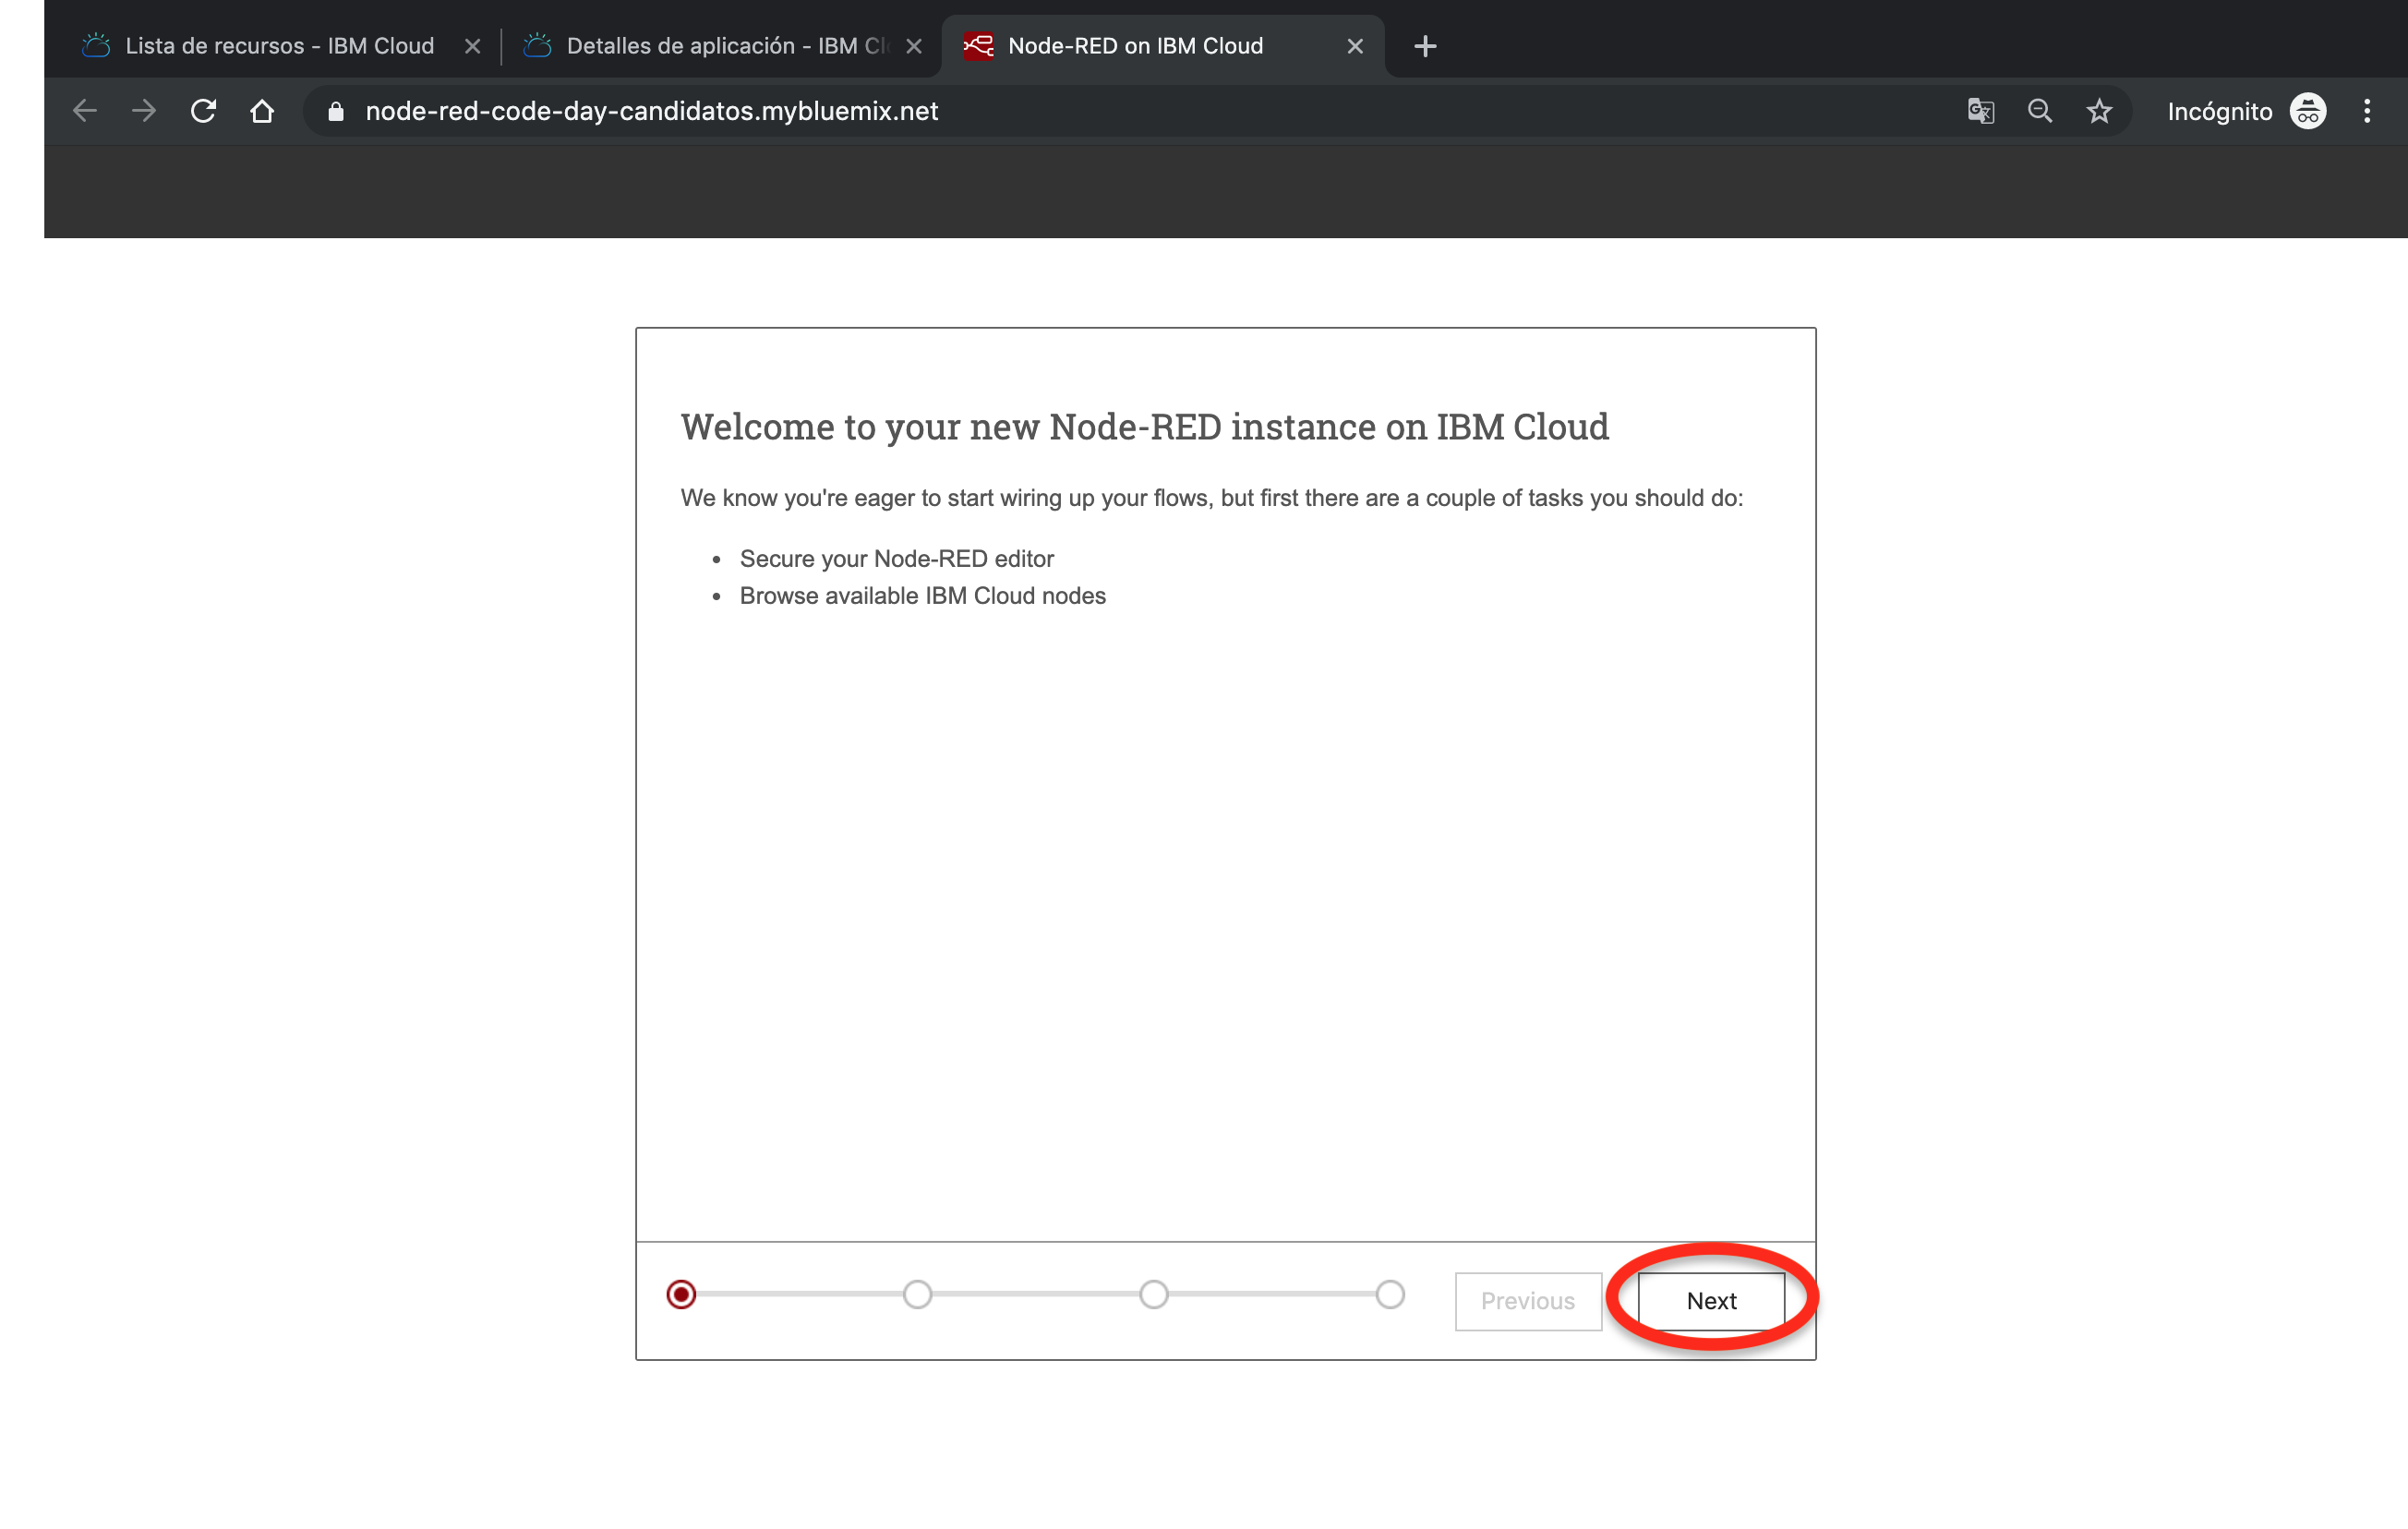 Lista de recursos - IBM Cloud
Detalles de aplicación - IBM Cl
Node-RED on IBM Cloud
node-red-code-day-candidatos.mybluemix.net
Incógnito
Welcome to your new Node-RED instance on IBM Cloud
We know you're eager to start wiring up your flows, but first there are a couple of tasks you should do:
• Secure your Node-RED editor
• Browse available IBM Cloud nodes
Previous
Next